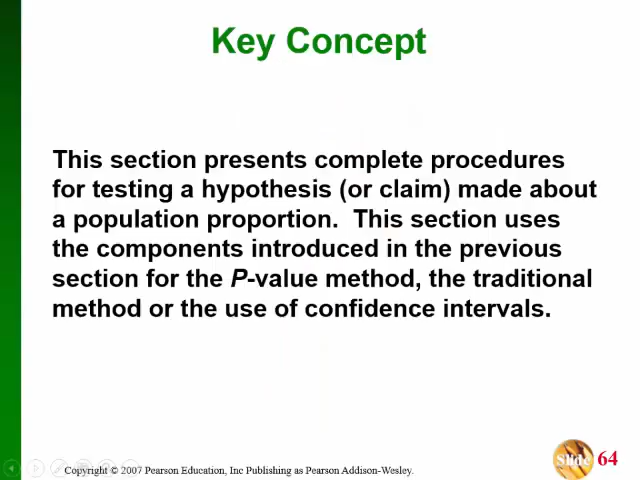 Key Concept
This section presents complete procedures
for testing a hypothesis (or claim) made about
a population proportion.  This section uses
the components introduced in the previous
section for the P-value method, the traditional
method or the use of confidence intervals.
Copyright © 2007 Pearson Education, Inc Publishing as Pearson Addison-Wesley.
Slide 64